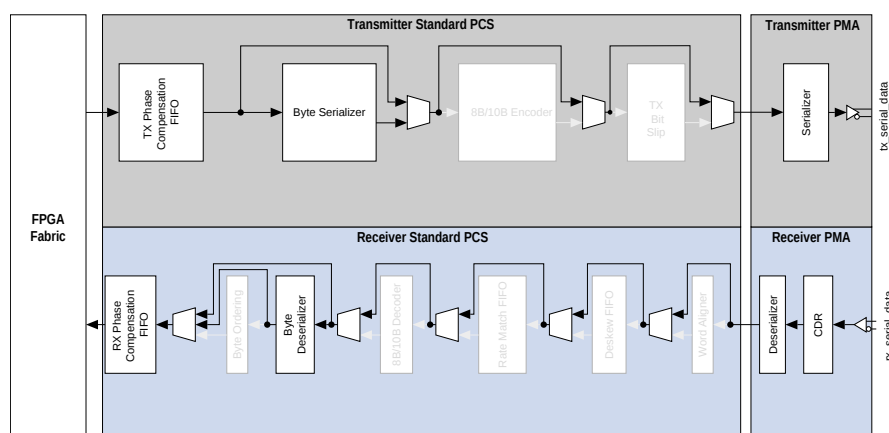 Transmitter Standard PCS
Transmitter PMA
TX Phase
Compensation
FIFO
Byte Serializer
8B/10B Encoder
TX
Bit
Slip
Serializer
tx_serial_data
FPGA
Fabric
Receiver Standard PCS
Receiver PMA
RX Phase
Compensation
FIFO
Byte Ordering
Byte
Deserializer
8B/10B Decoder
Rate Match FIFO
Deskew FIFO
Word Aligner
Deserializer
CDR
rx_serial_data